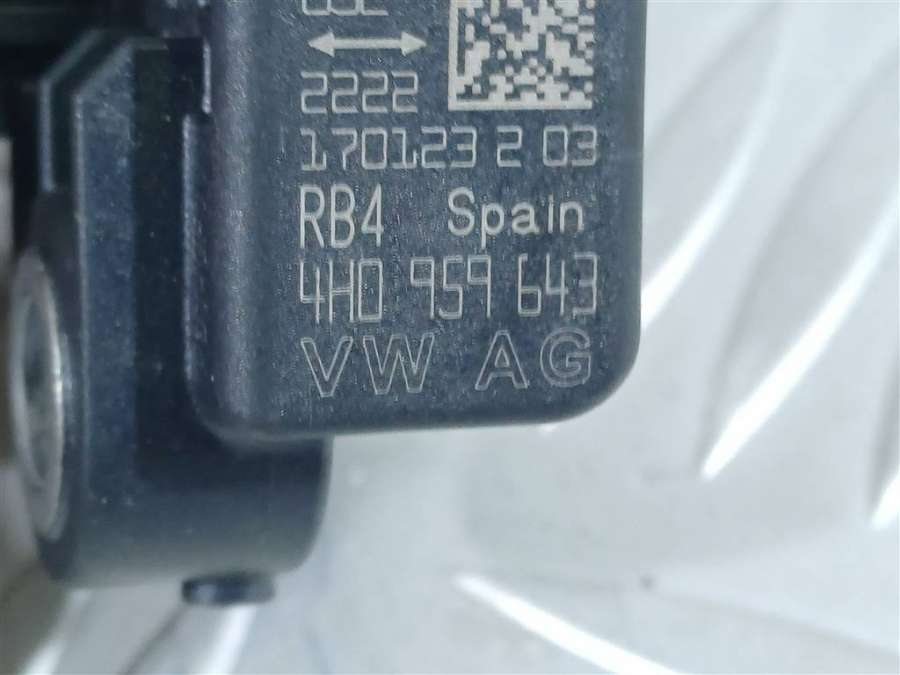 2222
170123 2 03
RB4 Spain
4H0 959 643
VW AG